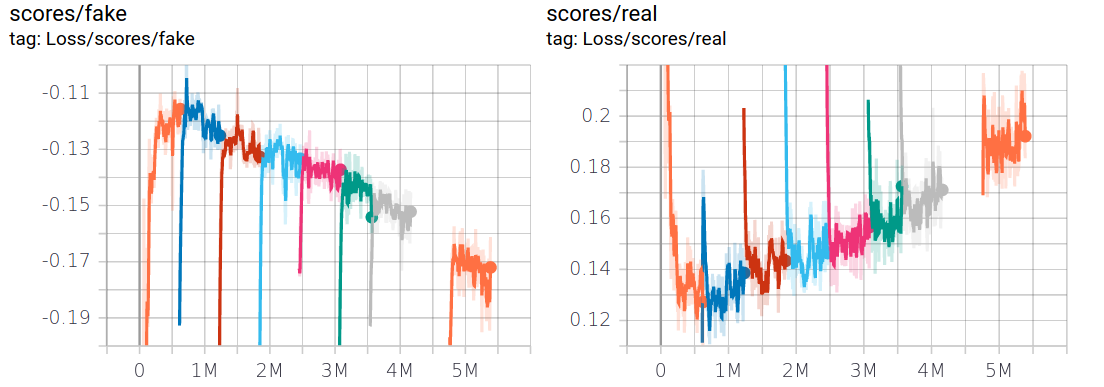 scores/fake
tag: Loss/scores/fake
-0.11
-0.13
-0.15
-0.17
-0.19
0 1M 2M 3M 4M 5M
scores/real
tag: Loss/scores/real
0.2
0.18
0.16
0.14
0.12
0 1M 2M 3M 4M 5M